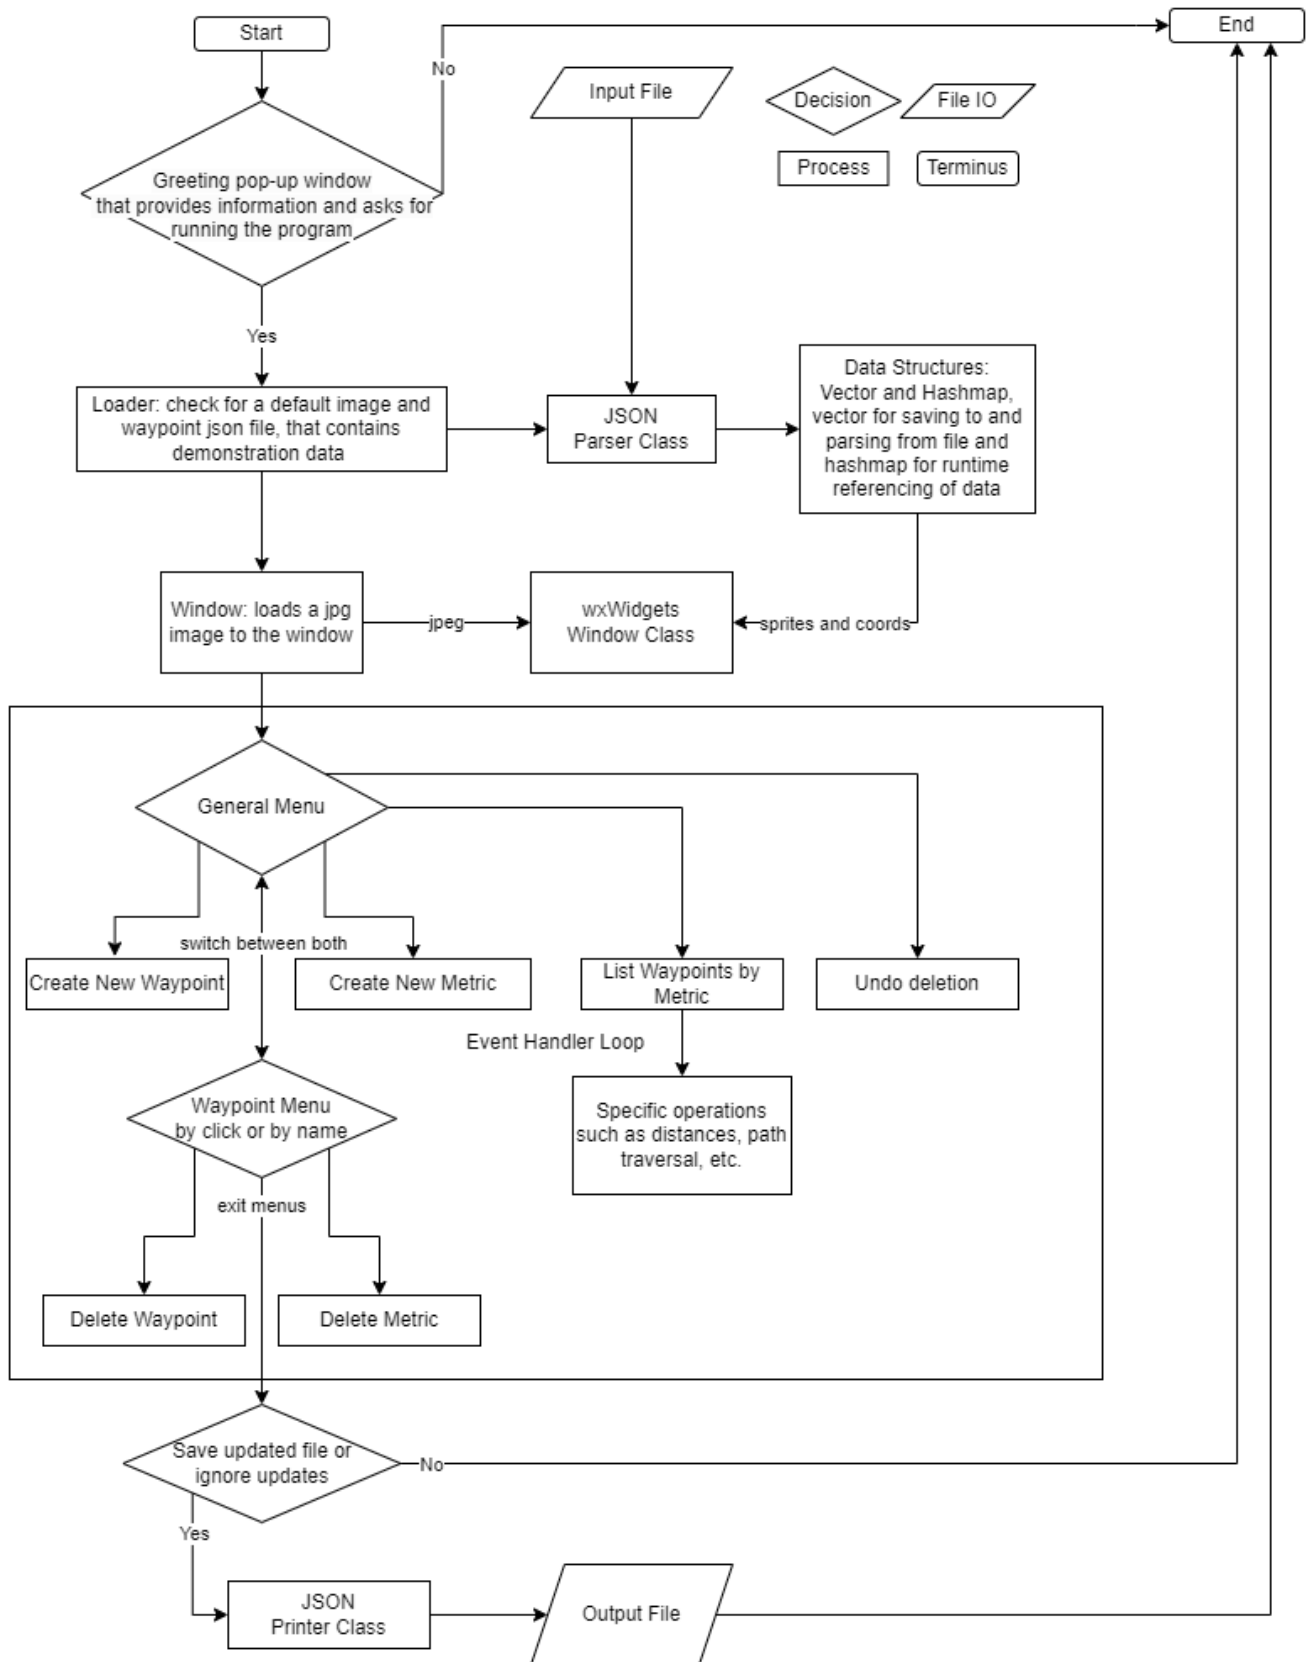 Start
End
No
Input File
Decision
File IO
Process
Terminus
Greeting pop-up window
that provides information and asks for
running the program
Yes
Loader: check for a default image and
waypoint json file, that contains
demonstration data
JSON
Parser Class
Data Structures:
Vector and Hashmap,
vector for saving to and
parsing from file and
hashmap for runtime
referencing of data
Window: loads a jpg
image to the window
jpeg
wxWidgets
Window Class
sprites and coords
General Menu
switch between both
Create New Waypoint
Create New Metric
List Waypoints by
Metric
Undo deletion
Event Handler Loop
Waypoint Menu
by click or by name
Specific operations
such as distances, path
traversal, etc.
exit menus
Delete Waypoint
Delete Metric
Save updated file or
ignore updates
No
Yes
JSON
Printer Class
Output File